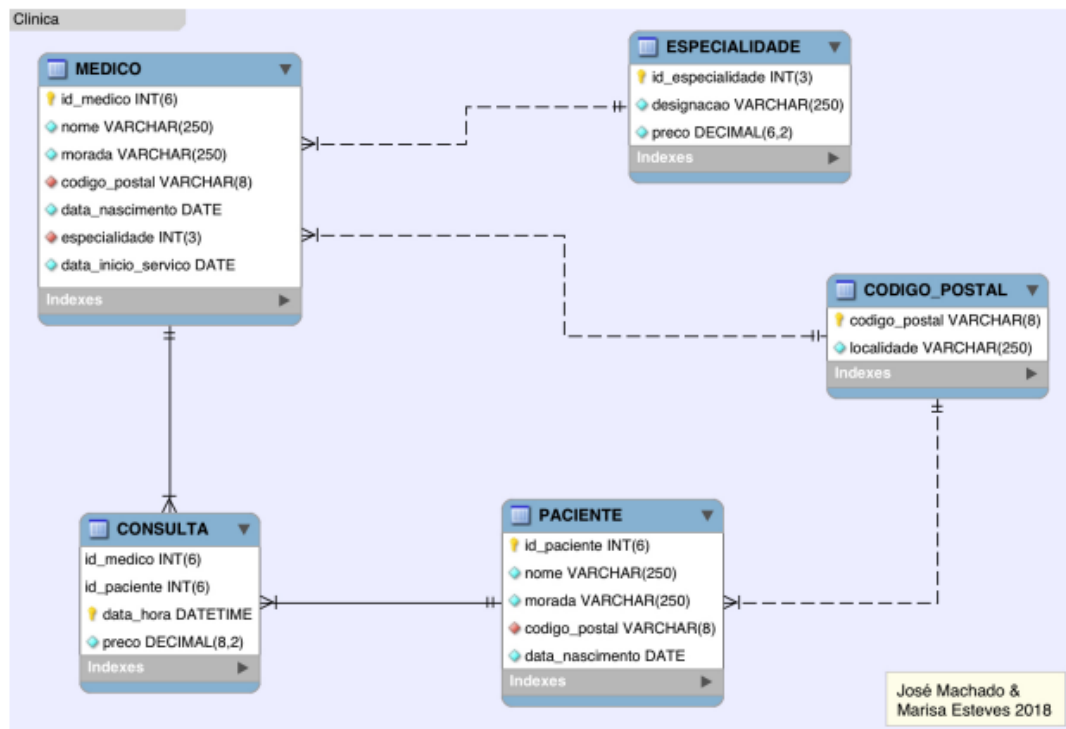 Clinica
MEDICO
id_medico INT(6)
nome VARCHAR(250)
morada VARCHAR(250)
codigo_postal VARCHAR(8)
data_nascimento DATE
especialidade INT(3)
data_inicio_servico DATE
Indexes
ESPECIALIDADE
id_especialidade INT(3)
designacao VARCHAR(250)
preco DECIMAL(6,2)
Indexes
CODIGO_POSTAL
codigo_postal VARCHAR(8)
localidade VARCHAR(250)
Indexes
CONSULTA
id_medico INT(6)
id_paciente INT(6)
data_hora DATETIME
preco DECIMAL(8,2)
Indexes
PACIENTE
id_paciente INT(6)
nome VARCHAR(250)
morada VARCHAR(250)
codigo_postal VARCHAR(8)
data_nascimento DATE
Indexes
José Machado &
Marisa Esteves 2018